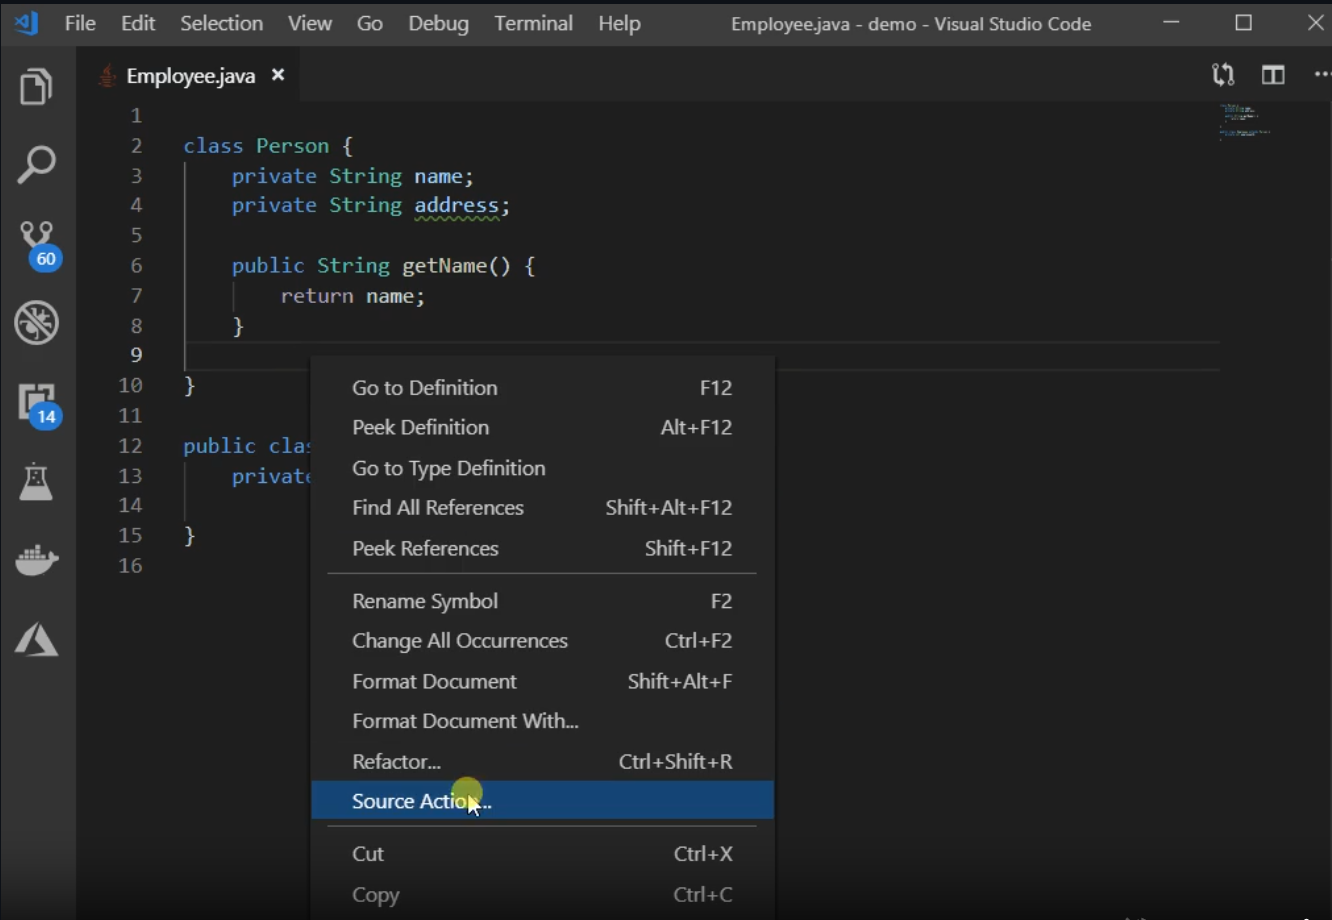 File Edit Selection View Go Debug Terminal Help Employee.java - demo - Visual Studio Code
Employee.java
1
2 class Person {
3 private String name;
4 private String address;
5
6 public String getName() {
7 return name;
8 }
9
10 }
11
12 public clas
13 private
14
15 }
16
60
14
Go to Definition F12
Peek Definition Alt+F12
Go to Type Definition
Find All References Shift+Alt+F12
Peek References Shift+F12
Rename Symbol F2
Change All Occurrences Ctrl+F2
Format Document Shift+Alt+F
Format Document With...
Refactor... Ctrl+Shift+R
Source Action...
Cut Ctrl+X
Copy Ctrl+C